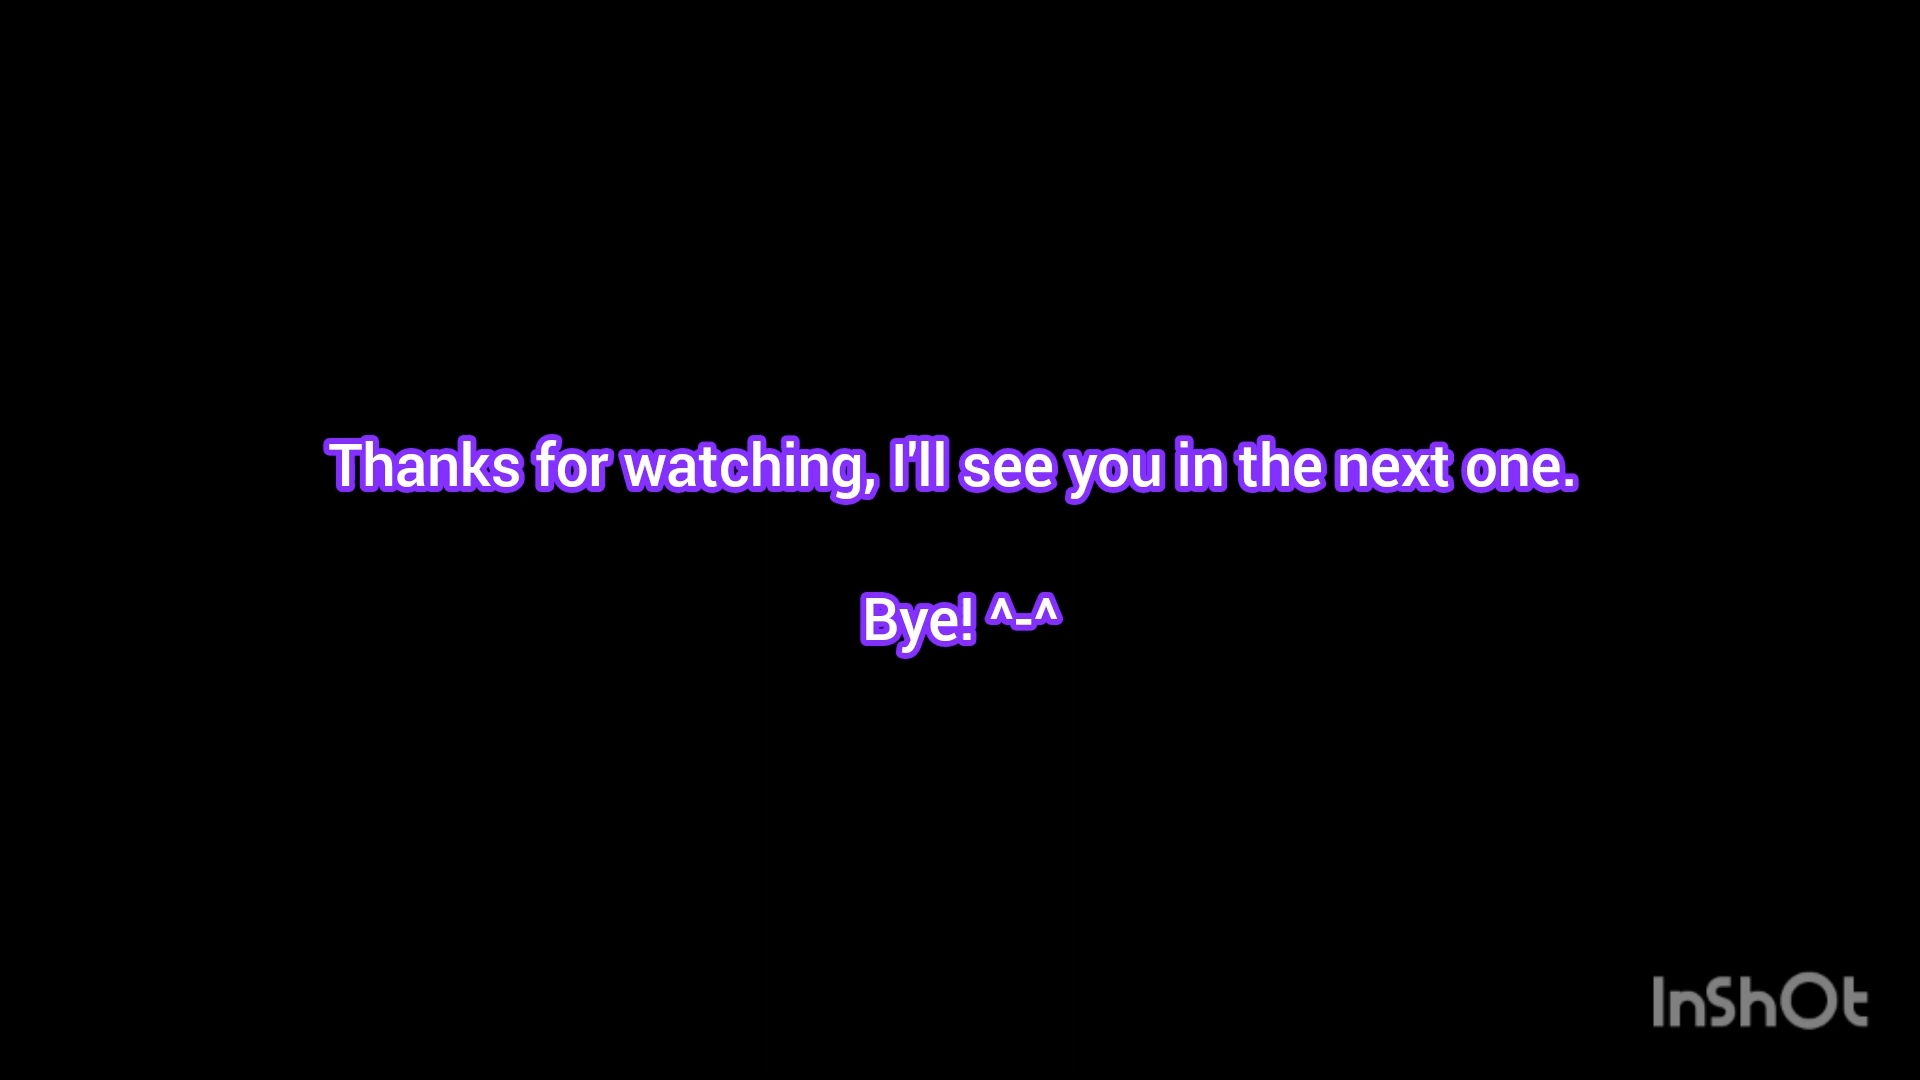 Thanks for watching, I'll see you in the next one.
Bye! ^-^
InShOt